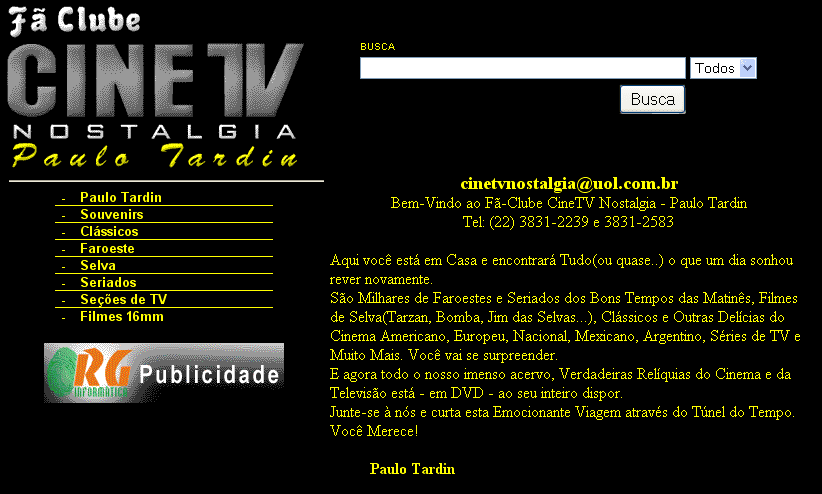 Fã Clube
CINE TV
NOSTALGIA
Paulo Tardin
- Paulo Tardin
- Souvenirs
- Clássicos
- Faroeste
- Selva
- Seriados
- Seções de TV
- Filmes 16mm
RG Publicidade
INFORMÁTICA
BUSCA
Todos
Busca
cinetvnostalgia@uol.com.br
Bem-Vindo ao Fã-Clube CineTV Nostalgia - Paulo Tardin
Tel: (22) 3831-2239 e 3831-2583
Aqui você está em Casa e encontrará Tudo(ou quase..) o que um dia sonhou
rever novamente.
São Milhares de Faroestes e Seriados dos Bons Tempos das Matinês, Filmes
de Selva(Tarzan, Bomba, Jim das Selvas...), Clássicos e Outras Delícias do
Cinema Americano, Europeu, Nacional, Mexicano, Argentino, Séries de TV e
Muito Mais. Você vai se surpreender.
E agora todo o nosso imenso acervo, Verdadeiras Relíquias do Cinema e da
Televisão está - em DVD - ao seu inteiro dispor.
Junte-se à nós e curta esta Emocionante Viagem através do Túnel do Tempo.
Você Merece!
Paulo Tardin